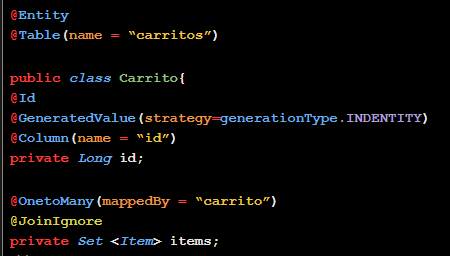 @Entity
@Table(name = “carritos”)
public class Carrito{
@Id
@GeneratedValue(strategy=generationType.INDENTITY)
@Column(name = “id”)
private Long id;
@OnetoMany(mappedBy = “carrito”)
@JoinIgnore
private Set <Item> items;